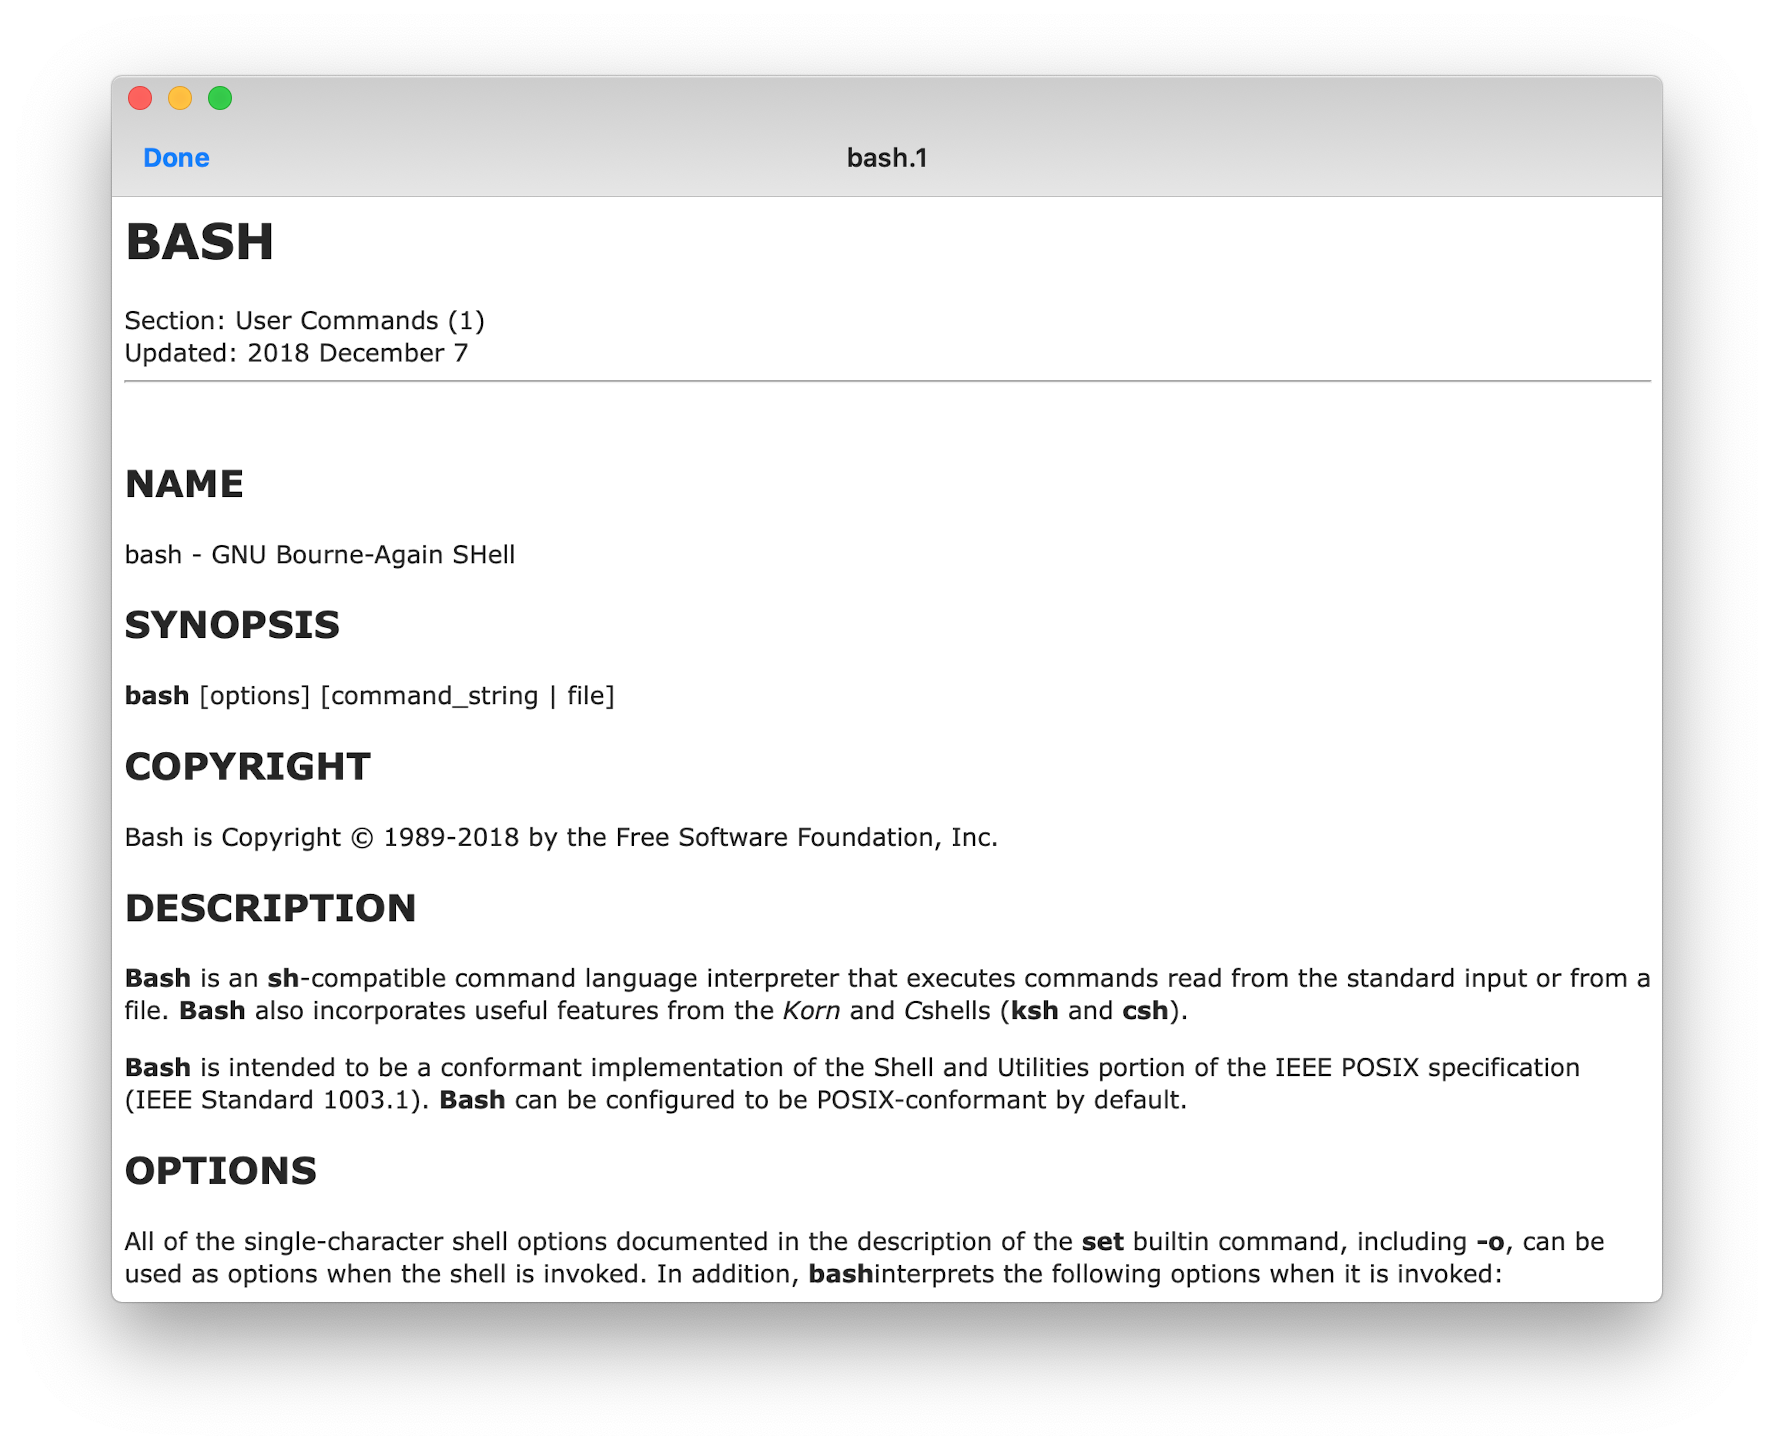 Done
bash.1
BASH
Section: User Commands (1)
Updated: 2018 December 7
NAME
bash - GNU Bourne-Again SHell
SYNOPSIS
bash [options] [command_string | file]
COPYRIGHT
Bash is Copyright © 1989-2018 by the Free Software Foundation, Inc.
DESCRIPTION
Bash is an sh-compatible command language interpreter that executes commands read from the standard input or from a
file. Bash also incorporates useful features from the Korn and Cshells (ksh and csh).
Bash is intended to be a conformant implementation of the Shell and Utilities portion of the IEEE POSIX specification
(IEEE Standard 1003.1). Bash can be configured to be POSIX-conformant by default.
OPTIONS
All of the single-character shell options documented in the description of the set builtin command, including -o, can be
used as options when the shell is invoked. In addition, bashinterprets the following options when it is invoked: